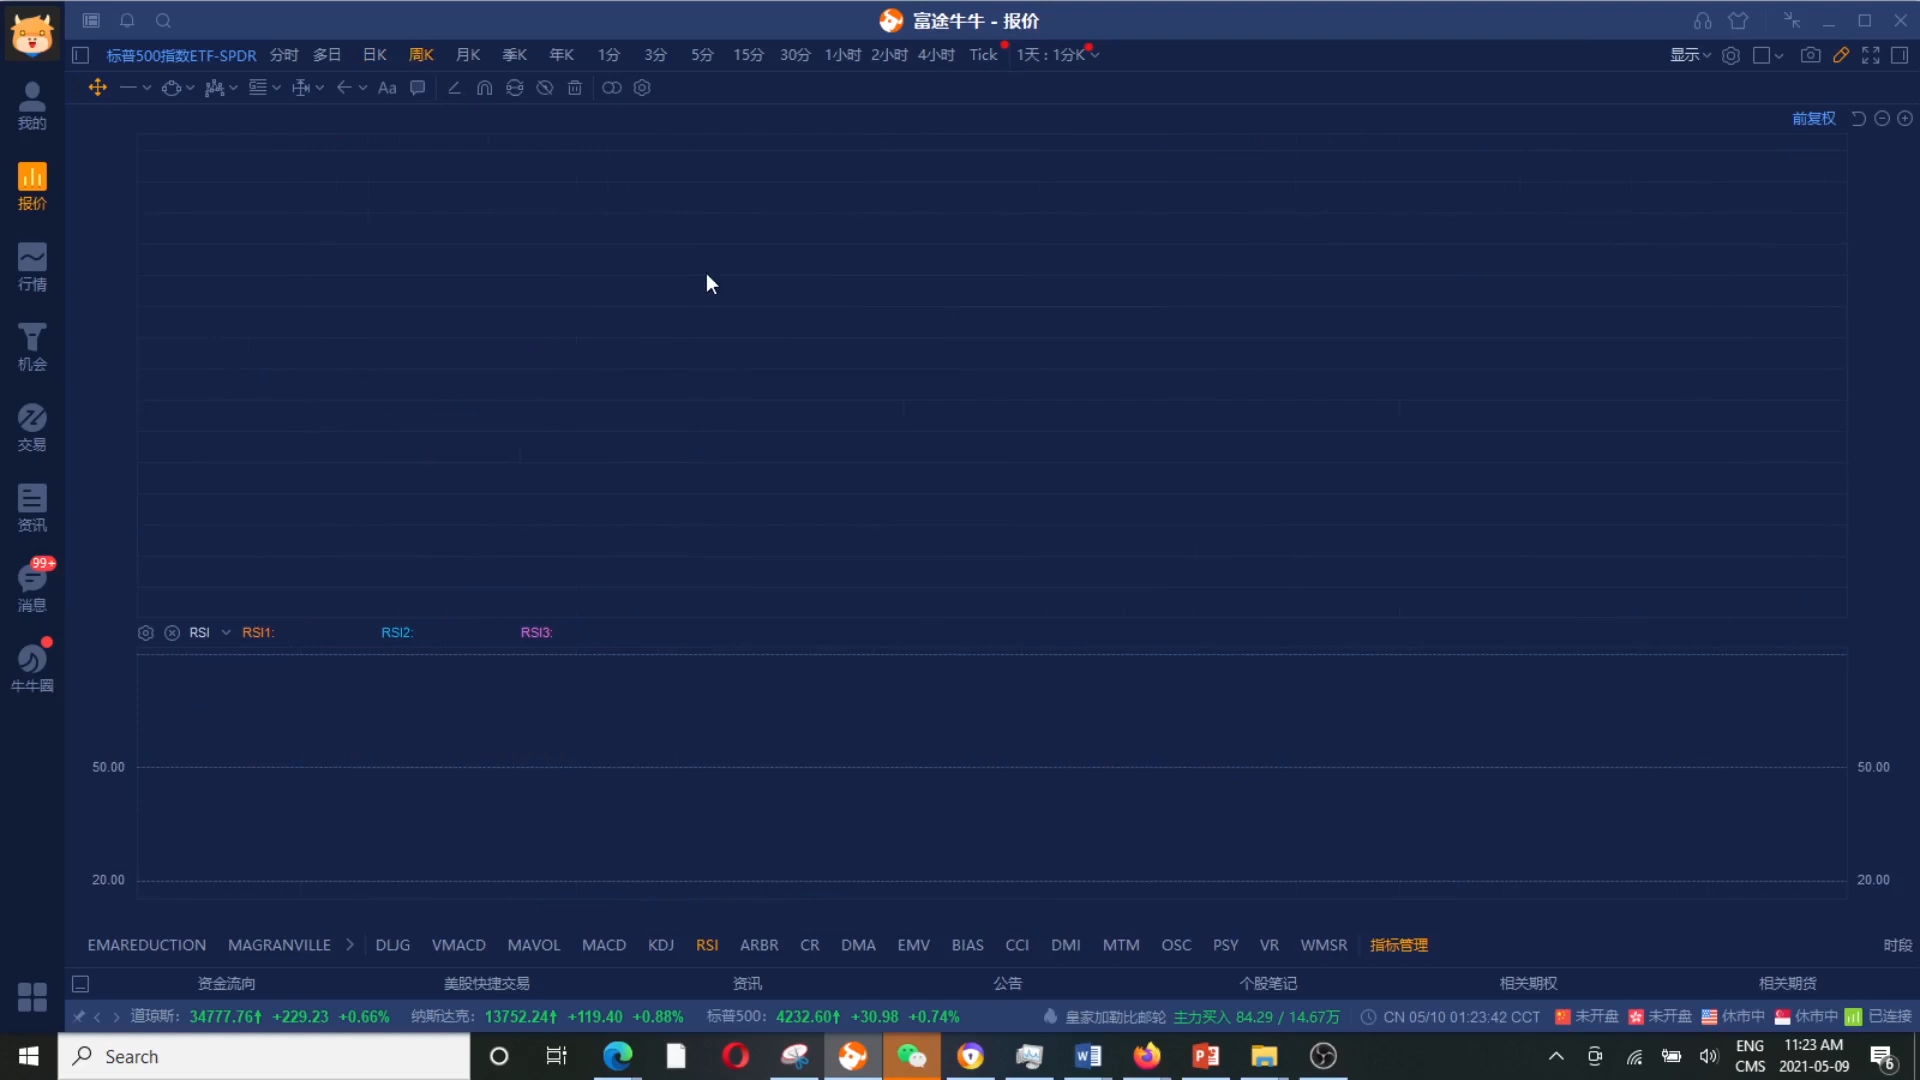 富途牛牛 - 报价
标普500指数ETF-SPDR 分时 多日 日K 周K 月K 季K 年K 1分 3分 5分 15分 30分 1小时 2小时 4小时 Tick 1天 : 1分K 显示
Aa
我的
前复权
报价
行情
机会
交易
资讯
99+
消息
牛牛圈
RSI RSI1: RSI2: RSI3:
50.00 50.00
20.00 20.00
EMAREDUCTION MAGRANVILLE DLJG VMACD MAVOL MACD KDJ RSI ARBR CR DMA EMV BIAS CCI DMI MTM OSC PSY VR WMSR 指标管理 时段
资金流向 美股快捷交易 资讯 公告 个股笔记 相关期权 相关期货
道琼斯: 34777.76↑ +229.23 +0.66% 纳斯达克: 13752.24↑ +119.40 +0.88% 标普500: 4232.60↑ +30.98 +0.74% 皇家加勒比邮轮 主力买入 84.29 / 14.67万 CN 05/10 01:23:42 CCT 未开盘 未开盘 休市中 休市中 已连接
Search
ENG
CMS
11:23 AM
2021-05-09
6